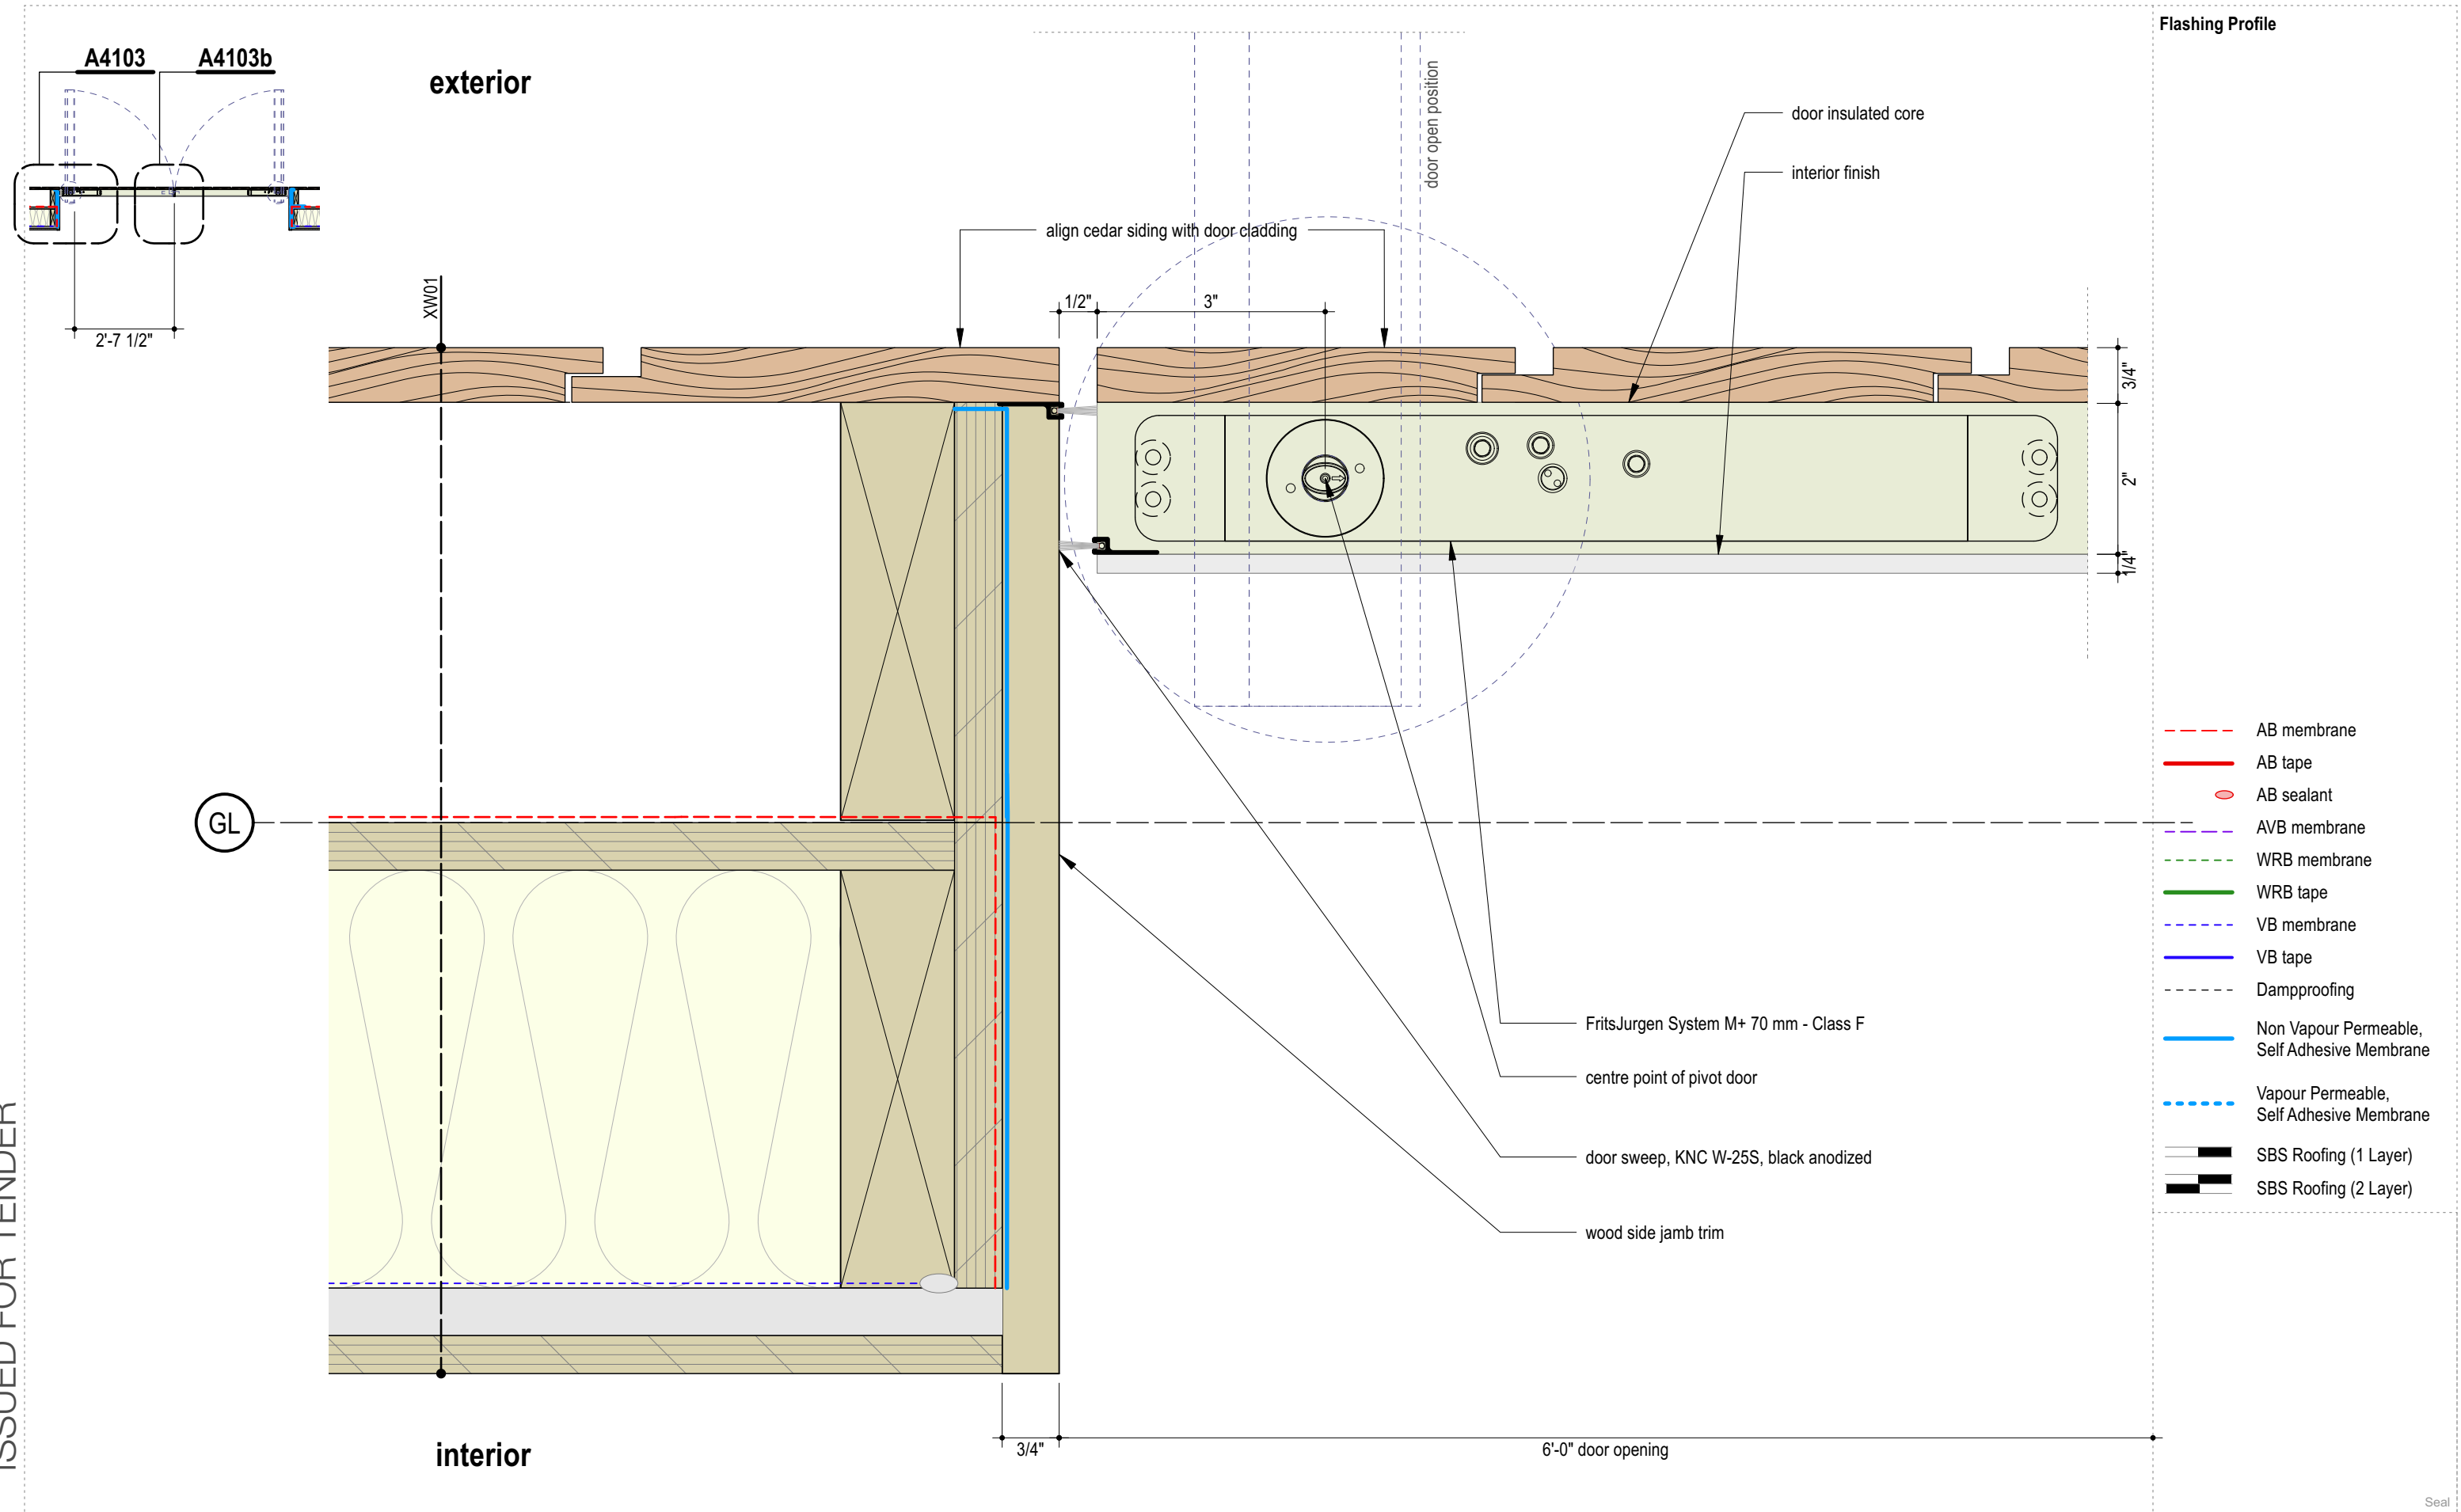 Flashing Profile
A4103
A4103b
exterior
door open position
door insulated core
interior finish
align cedar siding with door cladding
XW01
1/2"
3"
2'-7 1/2"
3/4"
2"
1/4"
GL
AB membrane
AB tape
AB sealant
AVB membrane
WRB membrane
WRB tape
VB membrane
VB tape
Dampproofing
Non Vapour Permeable,
Self Adhesive Membrane
Vapour Permeable,
Self Adhesive Membrane
SBS Roofing (1 Layer)
SBS Roofing (2 Layer)
FritsJurgen System M+ 70 mm - Class F
centre point of pivot door
door sweep, KNC W-25S, black anodized
wood side jamb trim
ISSUED FOR TENDER
interior
3/4"
6'-0" door opening
Seal